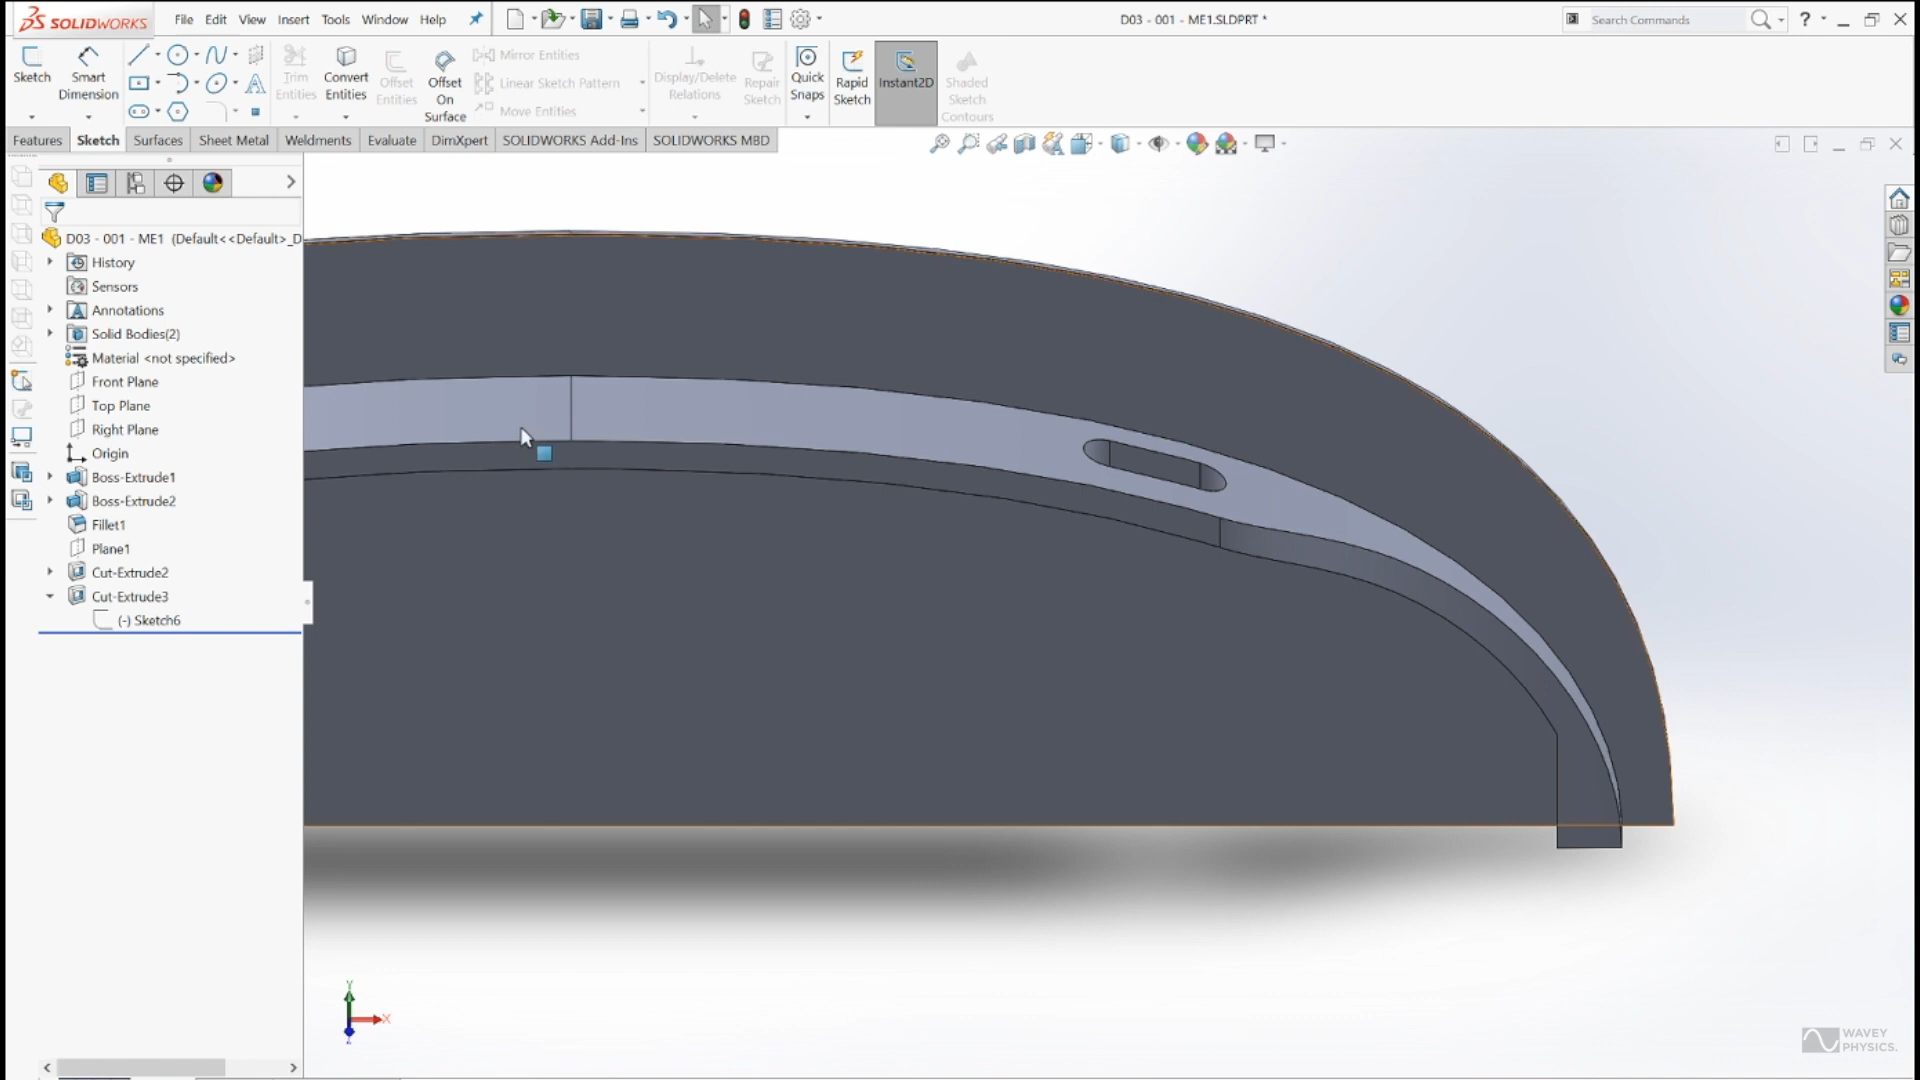 SOLIDWORKS File Edit View Insert Tools Window Help D03 - 001 - ME1.SLDPRT * Search Commands ?
Sketch Smart Dimension Trim Entities Convert Entities Offset Entities Offset On Surface Mirror Entities Linear Sketch Pattern Move Entities Display/Delete Relations Repair Sketch Quick Snaps Rapid Sketch Instant2D Shaded Sketch Contours
Features Sketch Surfaces Sheet Metal Weldments Evaluate DimXpert SOLIDWORKS Add-Ins SOLIDWORKS MBD
D03 - 001 - ME1 (Default<<Default>_D
History
Sensors
Annotations
Solid Bodies(2)
Material <not specified>
Front Plane
Top Plane
Right Plane
Origin
Boss-Extrude1
Boss-Extrude2
Fillet1
Plane1
Cut-Extrude2
Cut-Extrude3
(-) Sketch6
Y
X
Z
WAVEY
PHYSICS.